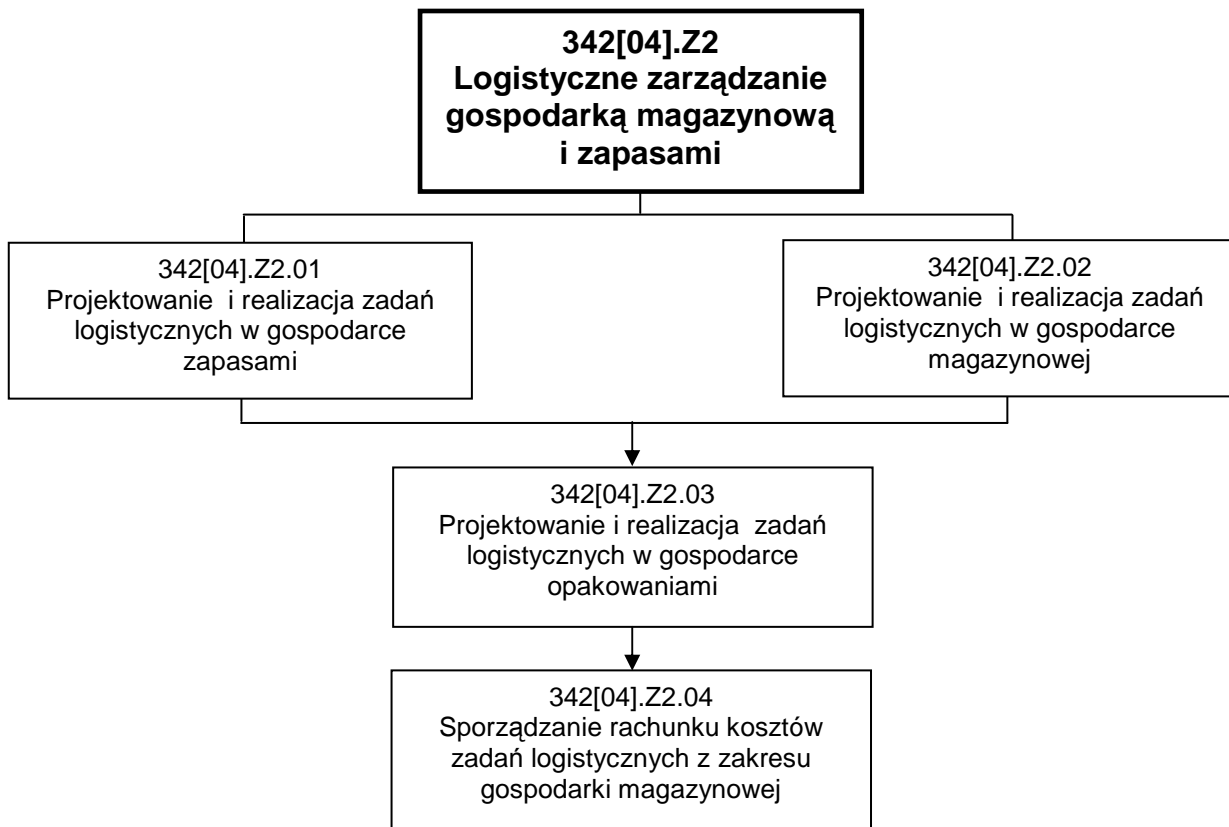 342[04].Z2
Logistyczne zarządzanie
gospodarką magazynową
i zapasami
342[04].Z2.01
Projektowanie i realizacja zadań
logistycznych w gospodarce
zapasami
342[04].Z2.02
Projektowanie i realizacja zadań
logistycznych w gospodarce
magazynowej
342[04].Z2.03
Projektowanie i realizacja zadań
logistycznych w gospodarce
opakowaniami
342[04].Z2.04
Sporządzanie rachunku kosztów
zadań logistycznych z zakresu
gospodarki magazynowej